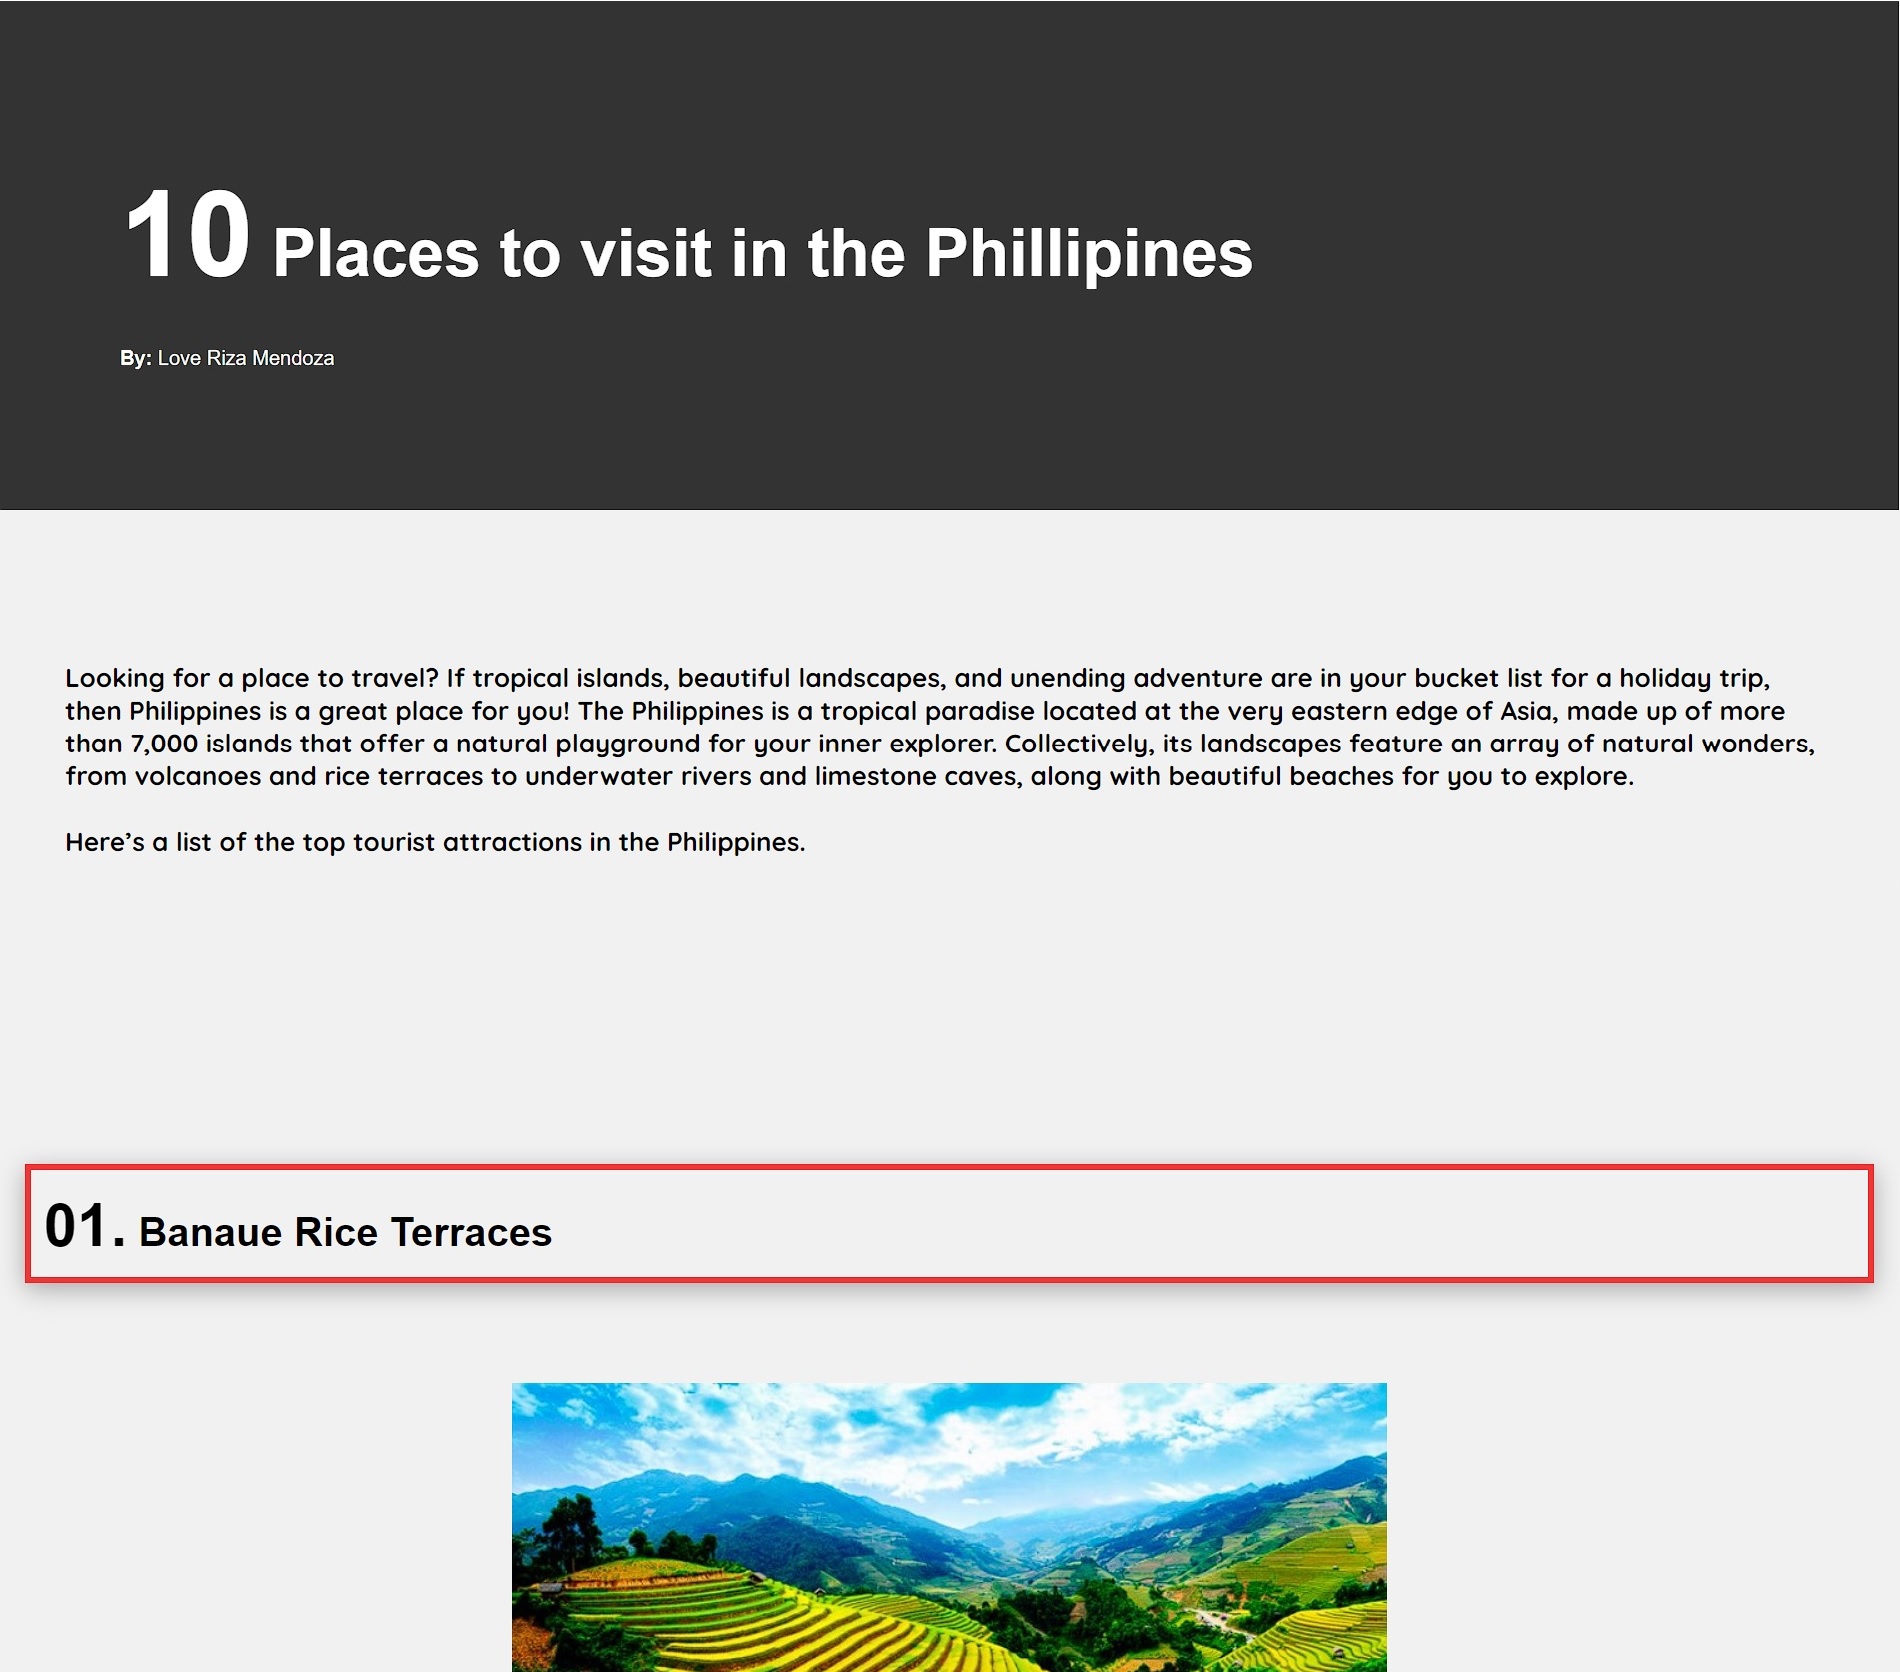 10 Places to visit in the Phillipines
By: Love Riza Mendoza
Looking for a place to travel? If tropical islands, beautiful landscapes, and unending adventure are in your bucket list for a holiday trip,
then Philippines is a great place for you! The Philippines is a tropical paradise located at the very eastern edge of Asia, made up of more
than 7,000 islands that offer a natural playground for your inner explorer. Collectively, its landscapes feature an array of natural wonders,
from volcanoes and rice terraces to underwater rivers and limestone caves, along with beautiful beaches for you to explore.
Here’s a list of the top tourist attractions in the Philippines.
01. Banaue Rice Terraces